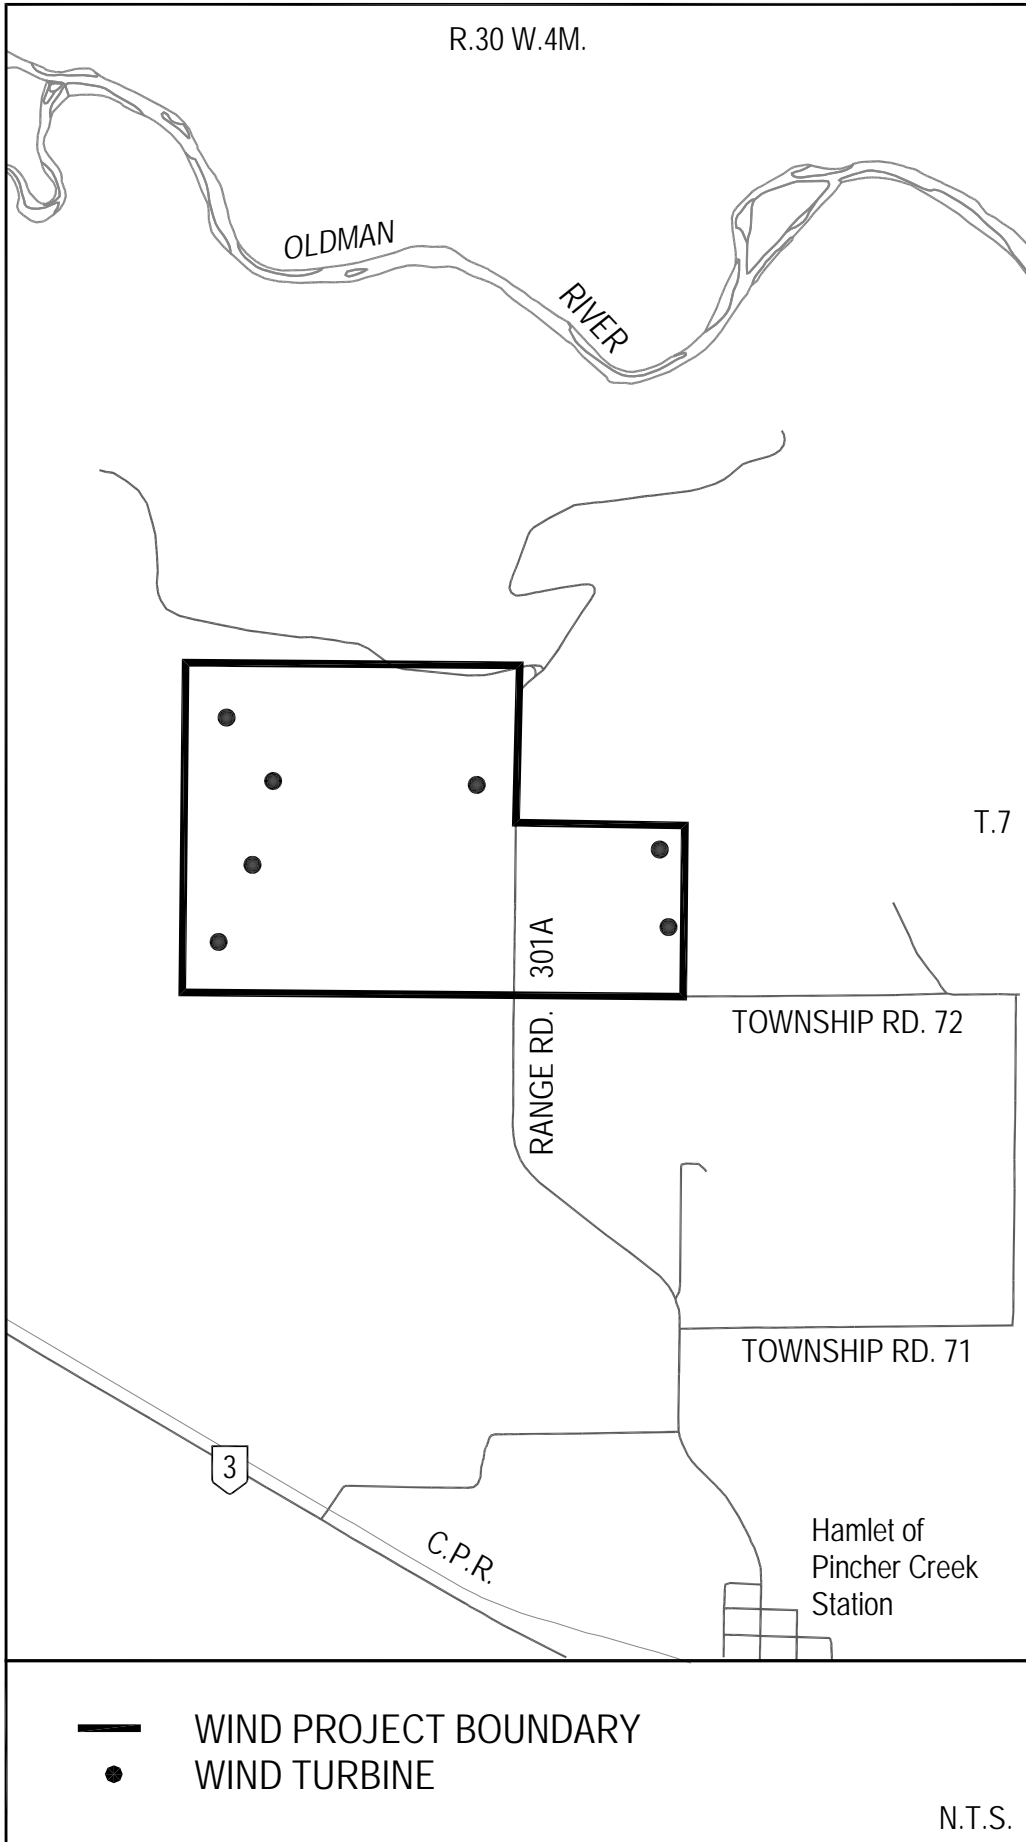 R.30 W.4M.
OLDMAN
RIVER
T.7
RANGE RD. 301A
TOWNSHIP RD. 72
TOWNSHIP RD. 71
3
C.P.R.
Hamlet of
Pincher Creek
Station
WIND PROJECT BOUNDARY
WIND TURBINE
N.T.S.